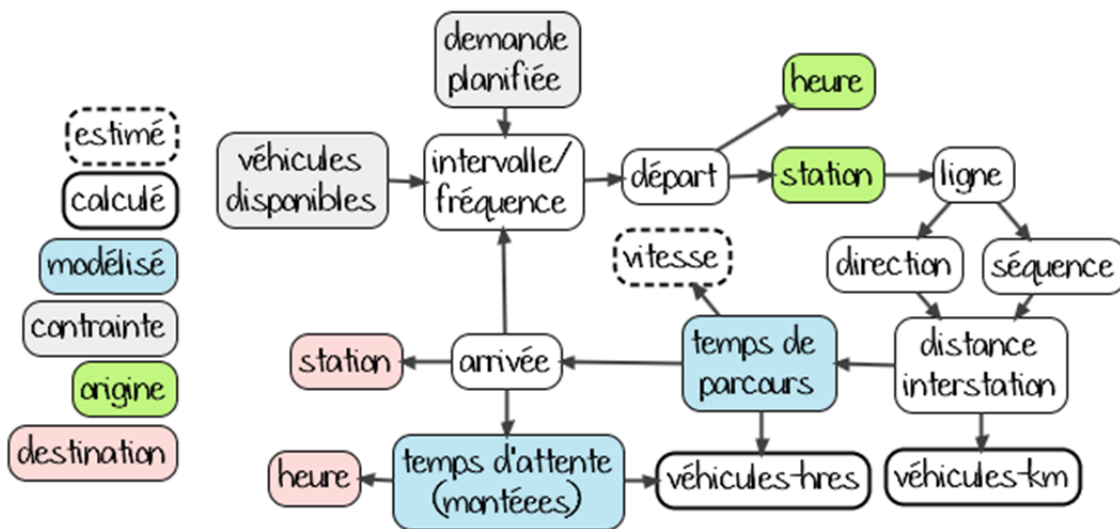 demande
planifiée
heure
estimé
calculé
modélisé
contrainte
origine
destination
véhicules
disponibles
intervalle/
fréquence
départ
station
ligne
vitesse
direction
séquence
station
arrivée
temps de
parcours
distance
interstation
heure
temps d'attente
(montéees)
véhicules-hres
véhicules-km